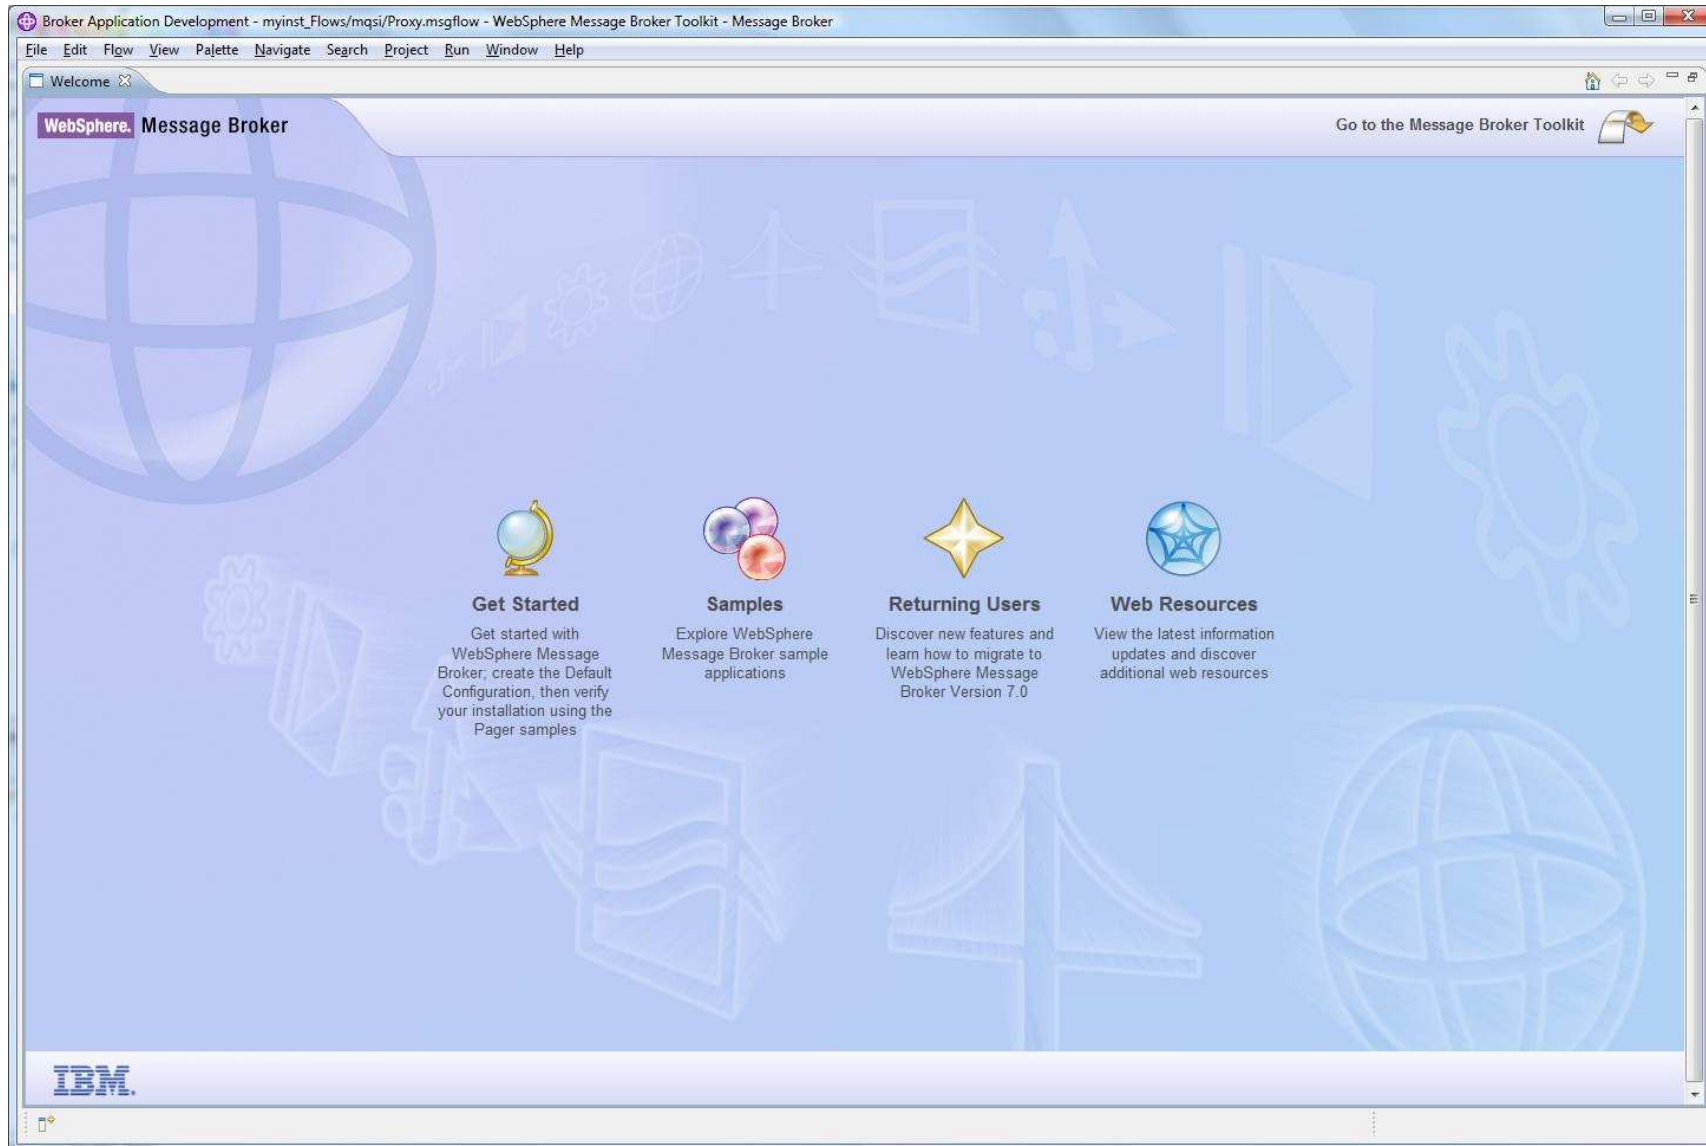 Broker Application Development - myinst_Flows/mqsi/Proxy.msgflow - WebSphere Message Broker Toolkit - Message Broker
File Edit Flow View Palette Navigate Search Project Run Window Help
Welcome
WebSphere. Message Broker
Go to the Message Broker Toolkit
Get Started
Get started with
WebSphere Message
Broker; create the Default
Configuration, then verify
your installation using the
Pager samples
Samples
Explore WebSphere
Message Broker sample
applications
Returning Users
Discover new features and
learn how to migrate to
WebSphere Message
Broker Version 7.0
Web Resources
View the latest information
updates and discover
additional web resources
IBM.